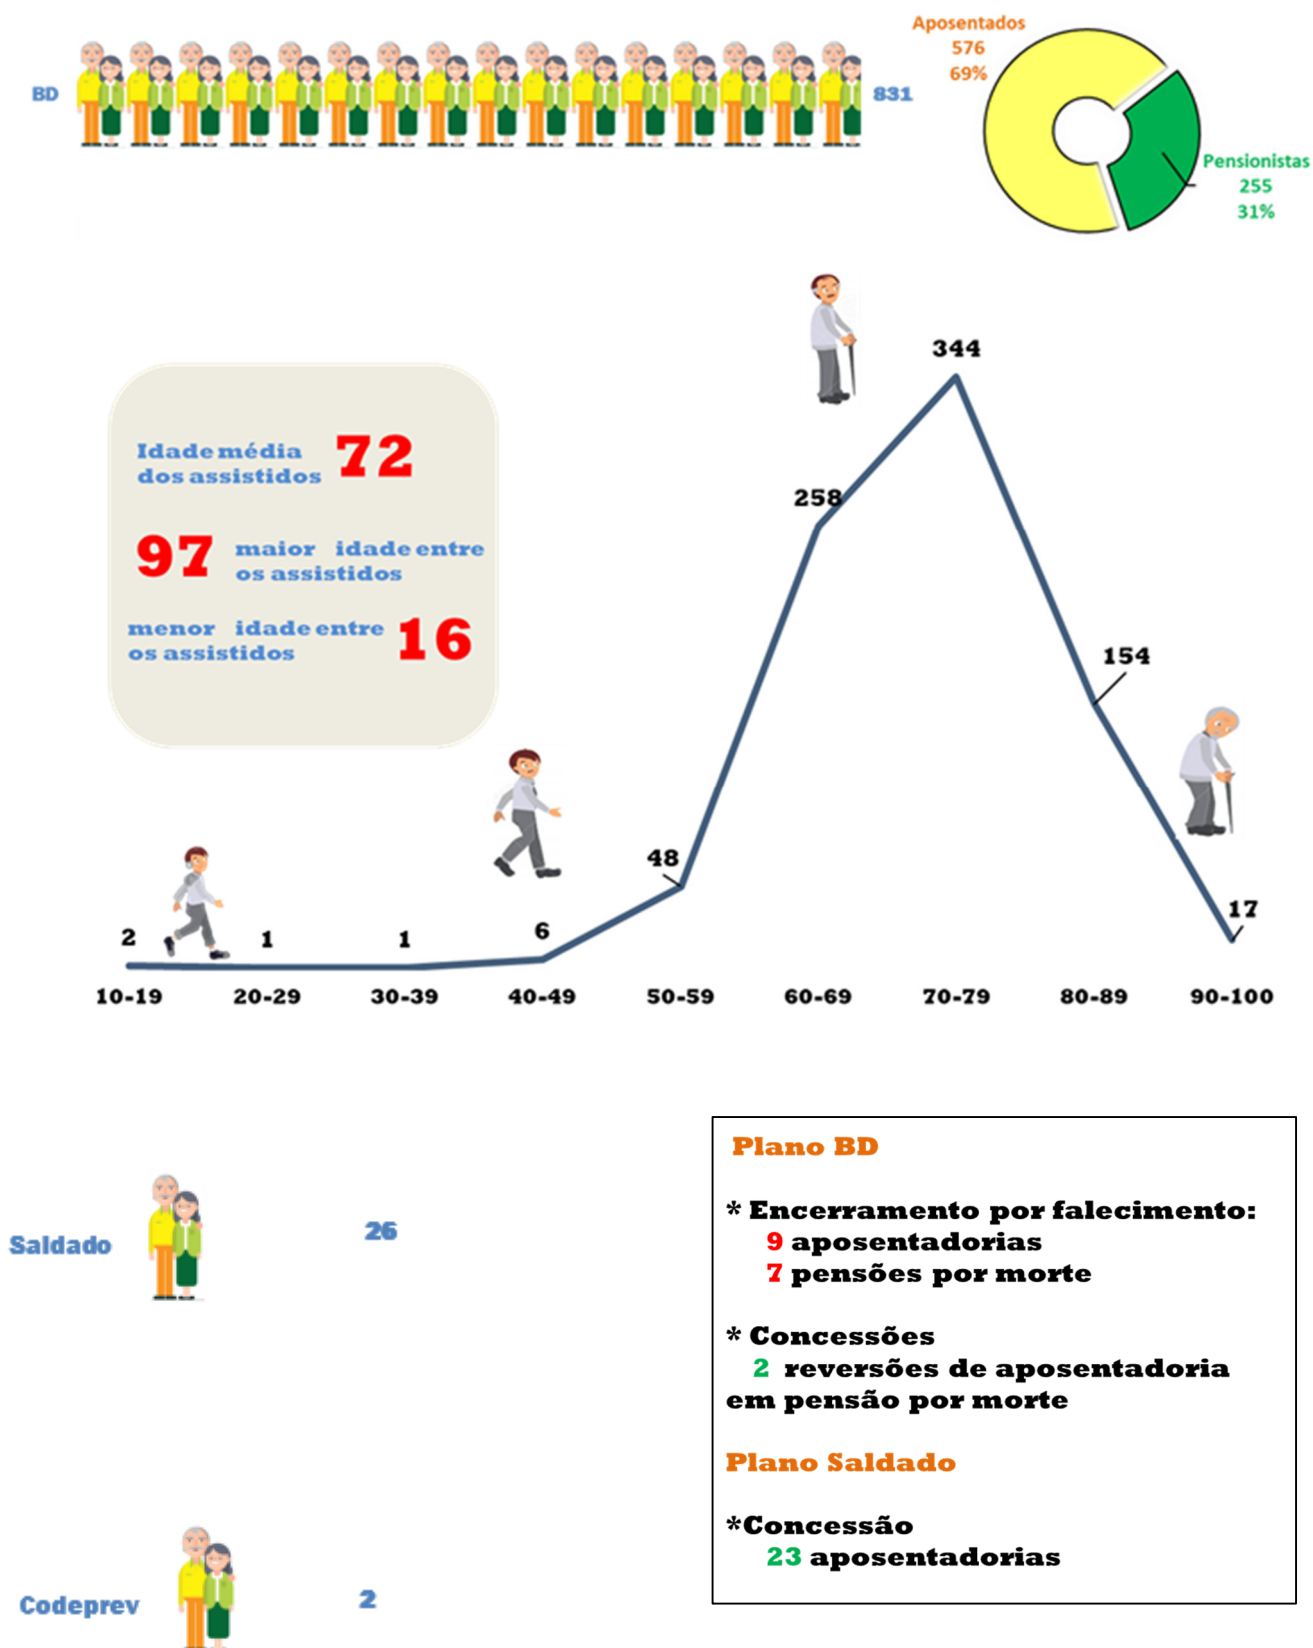 BD
831
Aposentados
576
69%
Pensionistas
255
31%
Idade média
dos assistidos 72
97 maior idade entre
os assistidos
menor idade entre
os assistidos 16
2
1
1
6
48
258
344
154
17
10-19 20-29 30-39 40-49 50-59 60-69 70-79 80-89 90-100
Saldado
26
Codeprev
2
Plano BD
* Encerramento por falecimento:
9 aposentadorias
7 pensões por morte
* Concessões
2 reversões de aposentadoria
em pensão por morte
Plano Saldado
*Concessão
23 aposentadorias